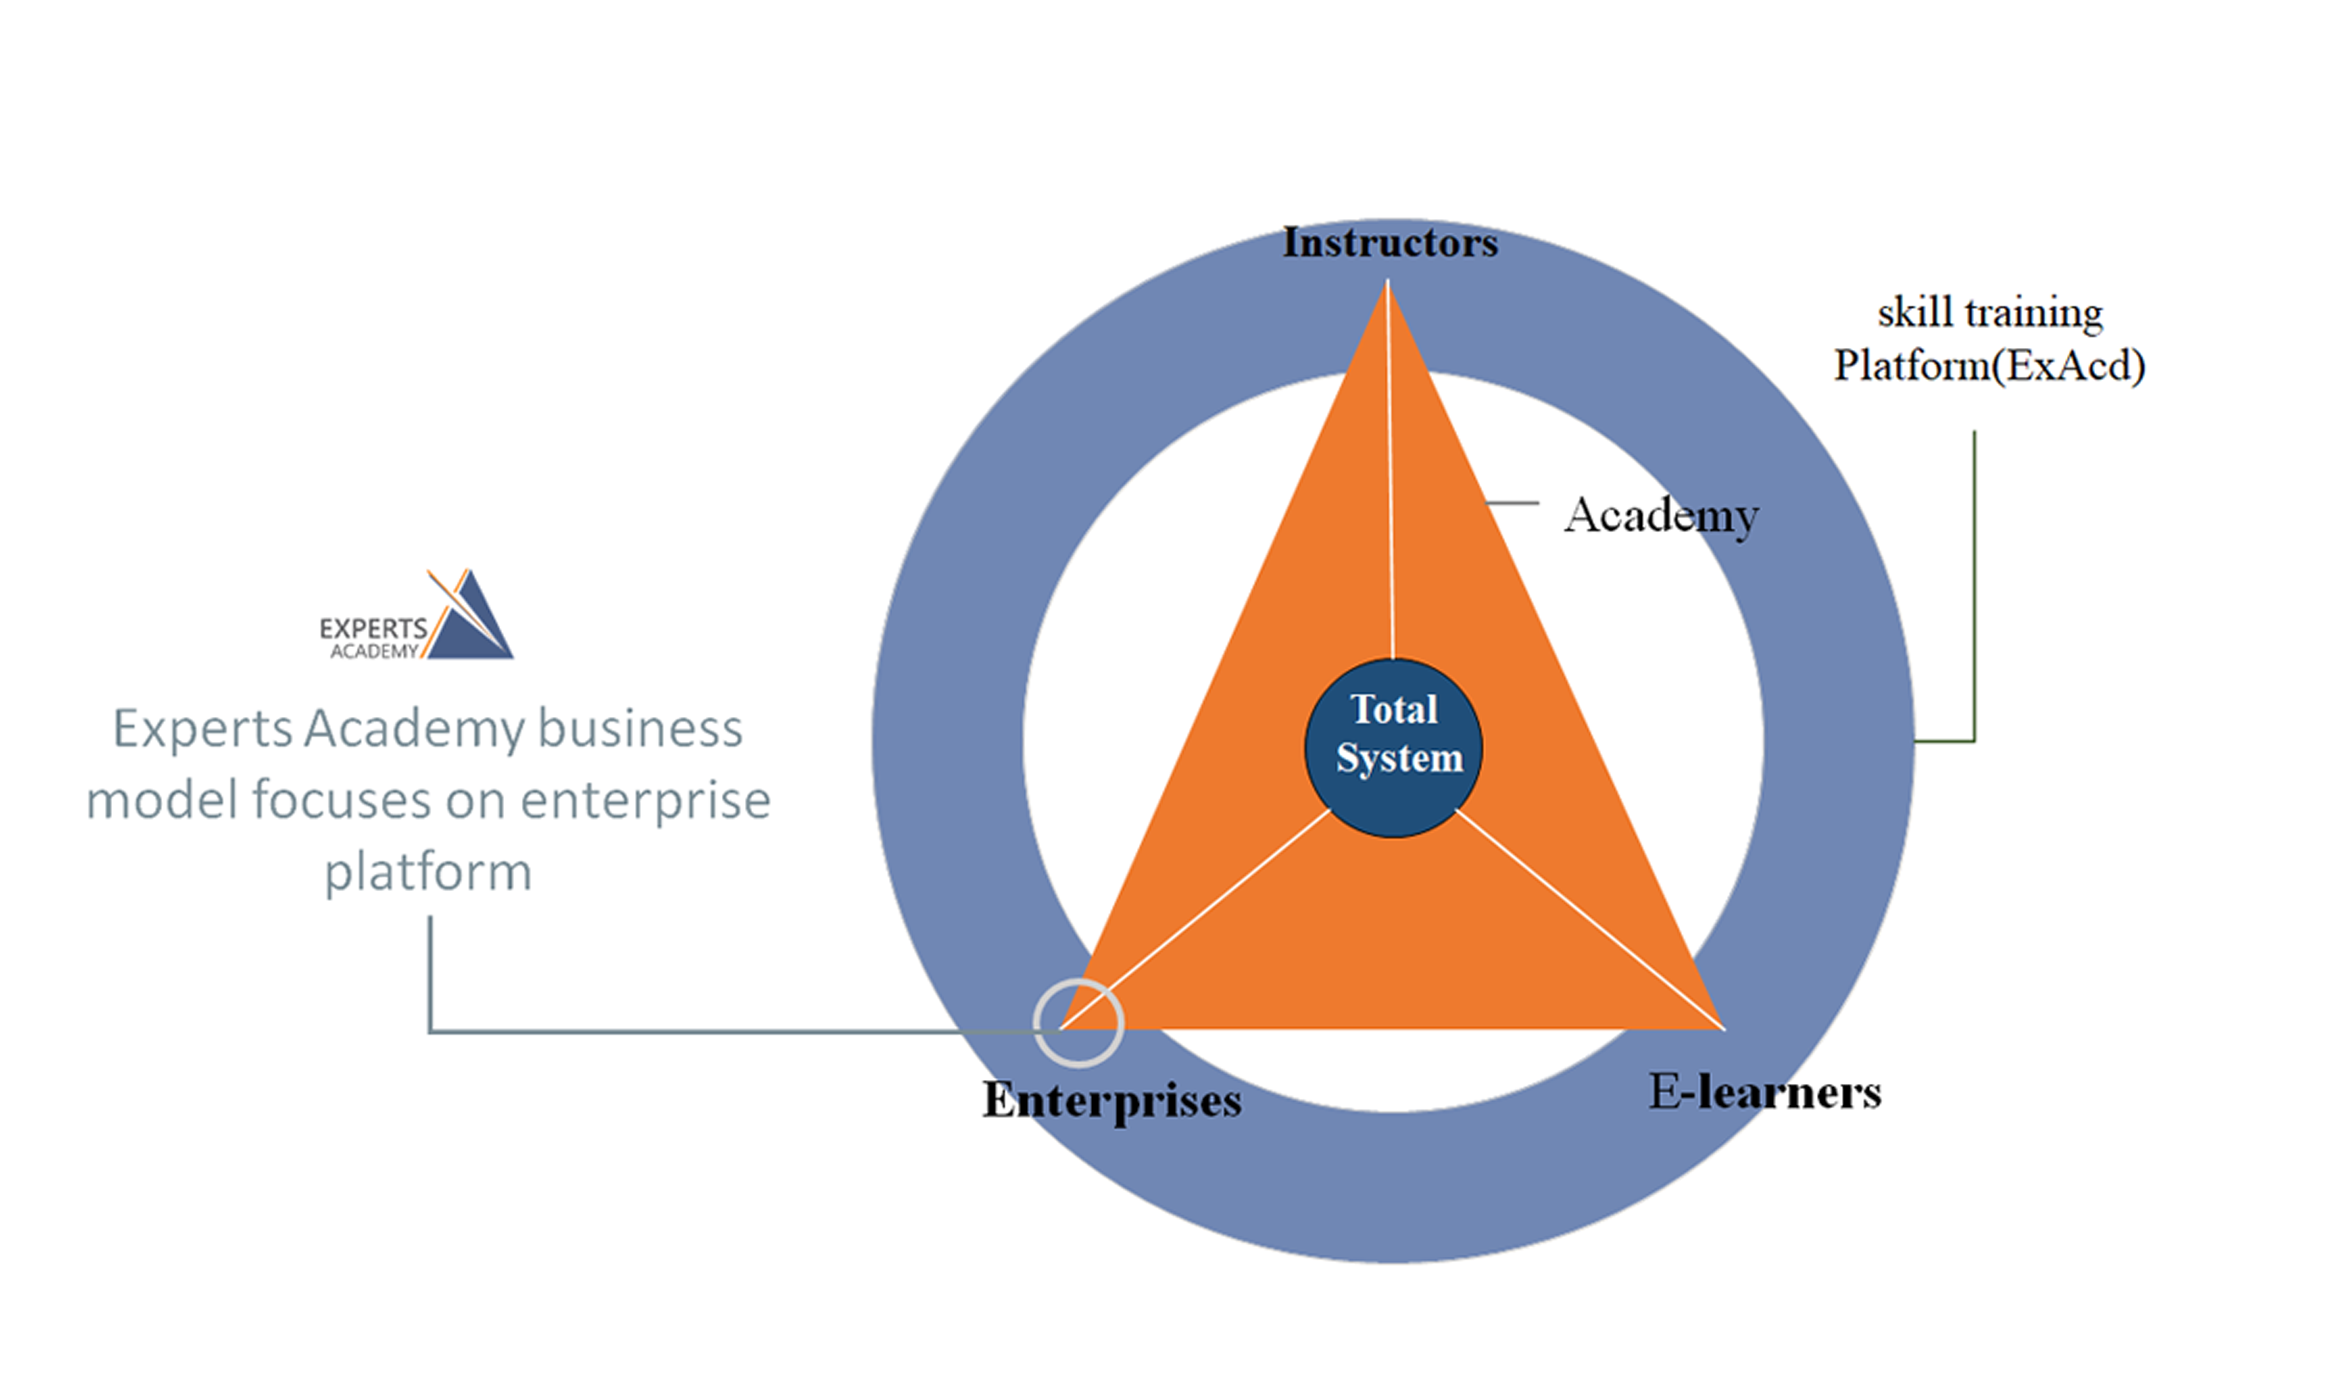 EXPERTS
ACADEMY
Experts Academy business
model focuses on enterprise
platform
Instructors
skill training
Platform(ExAcd)
Academy
Total
System
Enterprises
E-learners